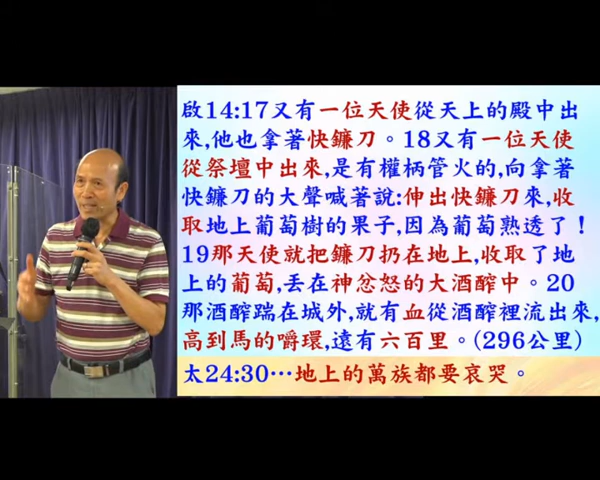 啟14:17又有一位天使從天上的殿中出
來,他也拿著快鐮刀。18又有一位天使
從祭壇中出來,是有權柄管火的,向拿著
快鐮刀的大聲喊著說:伸出快鐮刀來,收
取地上葡萄樹的果子,因為葡萄熟透了！
19那天使就把鐮刀扔在地上,收取了地
上的葡萄,丟在神忿怒的大酒醡中。20
那酒醡踹在城外,就有血從酒醡裡流出來,
高到馬的嚼環,遠有六百里。(296公里)
太24:30…地上的萬族都要哀哭。